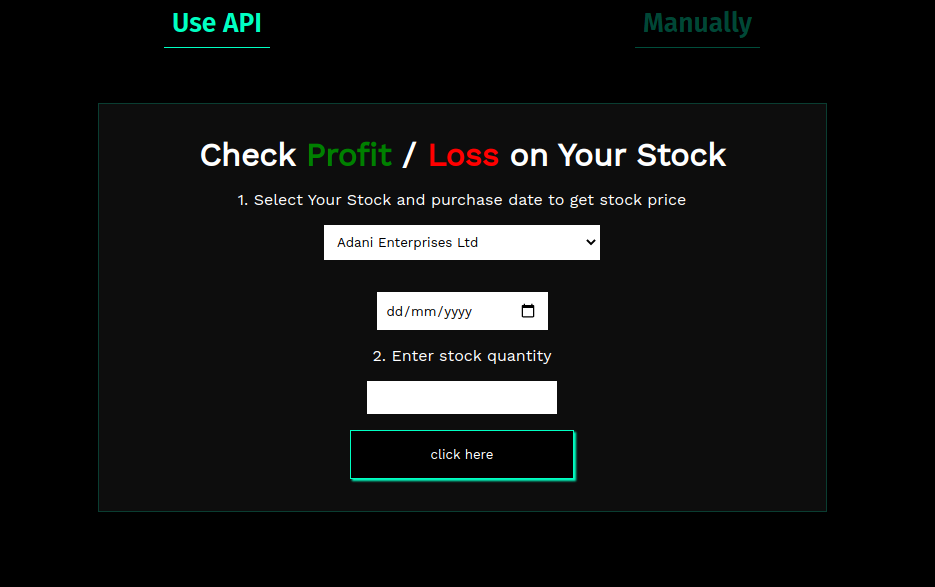 Use API
Manually
Check Profit / Loss on Your Stock
1. Select Your Stock and purchase date to get stock price
Adani Enterprises Ltd
dd/mm/yyyy
2. Enter stock quantity
click here